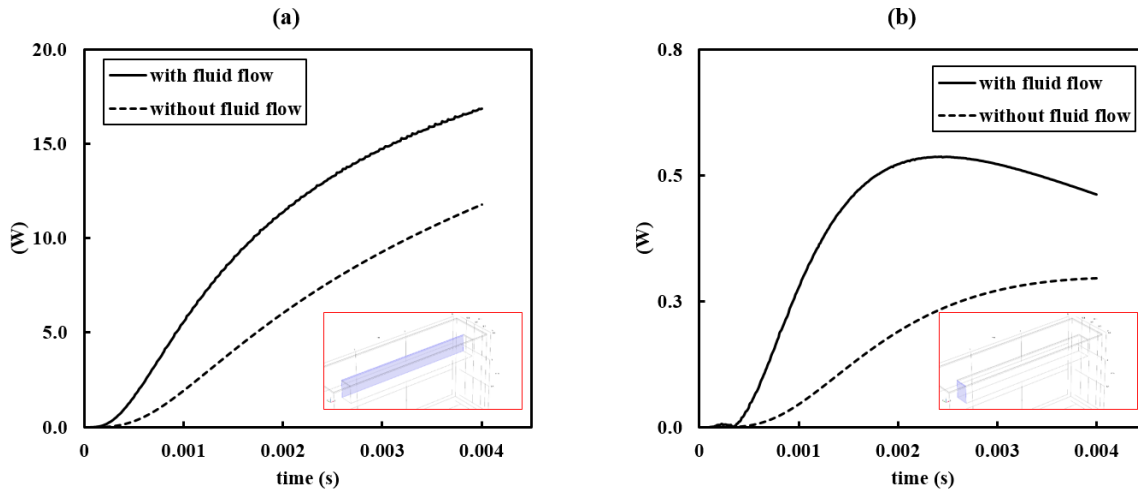 (a)
20.0
15.0
10.0
5.0
0.0
(W)
with fluid flow
without fluid flow
0
0.001
0.002
0.003
0.004
time (s)
(b)
0.8
0.5
0.3
0.0
(W)
with fluid flow
without fluid flow
0
0.001
0.002
0.003
0.004
time (s)